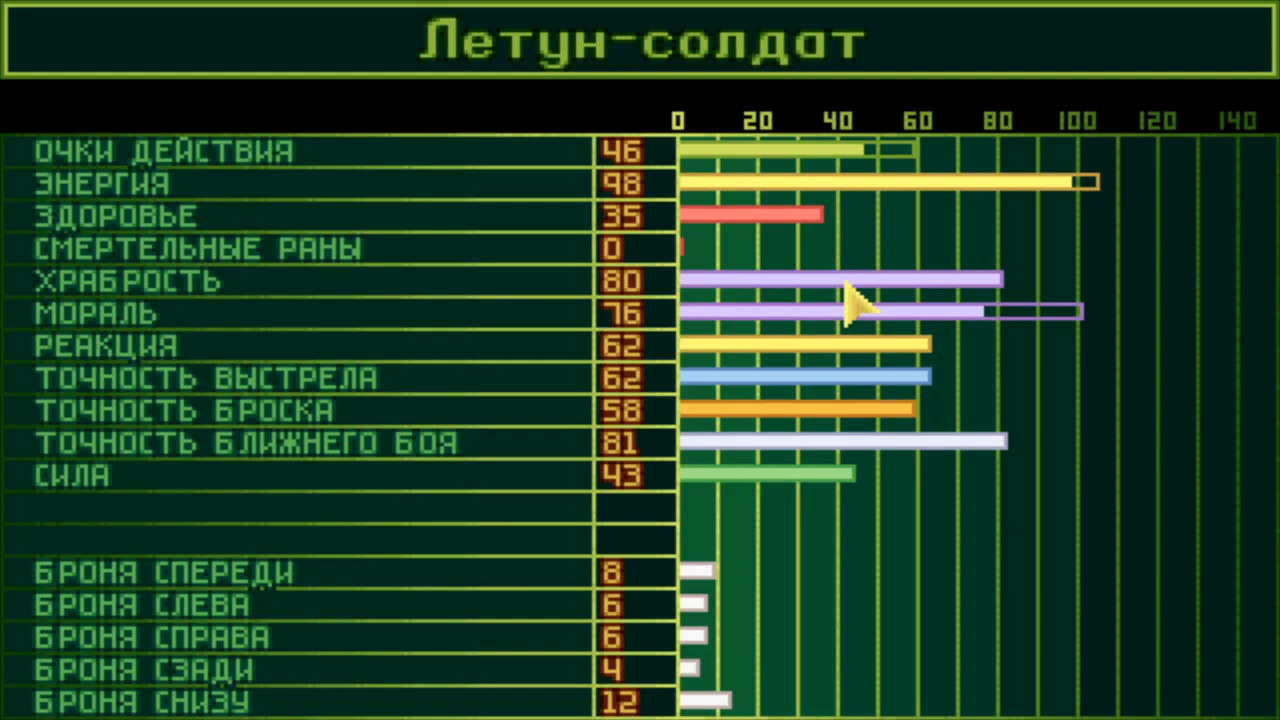 Летун-солдат
0 20 40 60 80 100 120 140
ОЧКИ ДЕЙСТВИЯ 46
ЭНЕРГИЯ 98
ЗДОРОВЬЕ 35
СМЕРТЕЛЬНЫЕ РАНЫ 0
ХРАБРОСТЬ 80
МОРАЛЬ 76
РЕАКЦИЯ 62
ТОЧНОСТЬ ВЫСТРЕЛА 62
ТОЧНОСТЬ БРОСКА 58
ТОЧНОСТЬ БЛИЖНЕГО БОЯ 81
СИЛА 43
БРОНЯ СПЕРЕДИ 8
БРОНЯ СЛЕВА 6
БРОНЯ СПРАВА 6
БРОНЯ СЗАДИ 4
БРОНЯ СНИЗУ 12